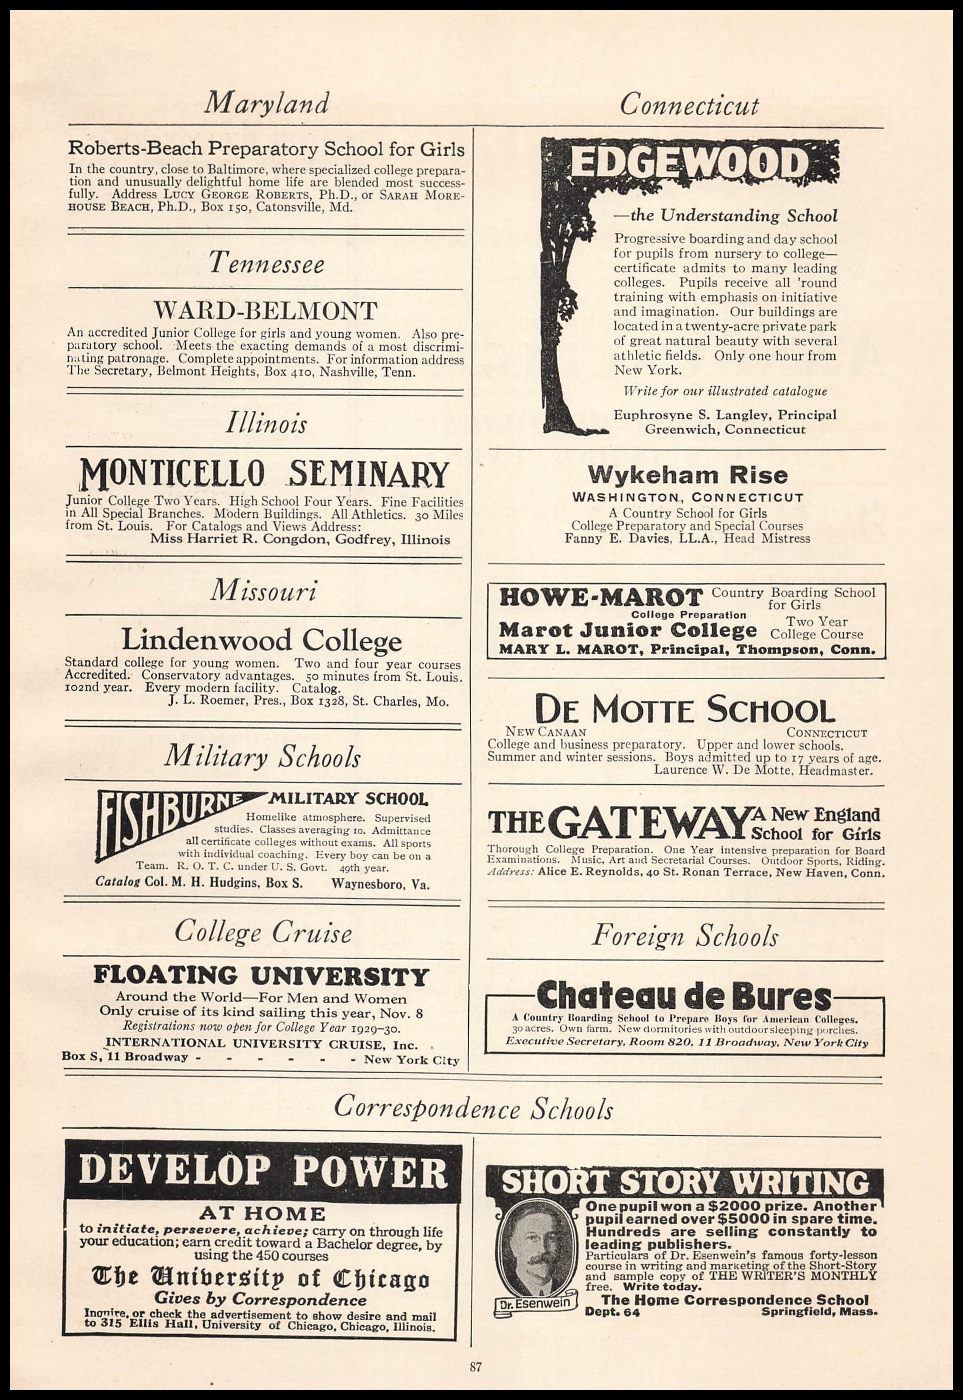 Maryland
Roberts-Beach Preparatory School for Girls
In the country, close to Baltimore, where specialized college prepara-
tion and unusually delightful home life are blended most success-
fully. Address LUCY GEORGE ROBERTS, Ph.D., or SARAH MORE-
HOUSE BEACH, Ph.D., Box 150, Catonsville, Md.
Tennessee
WARD-BELMONT
An accredited Junior College for girls and young women. Also pre-
paratory school. Meets the exacting demands of a most discrimi-
nating patronage. Complete appointments. For information address
The Secretary, Belmont Heights, Box 410, Nashville, Tenn.
Illinois
MONTICELLO SEMINARY
Junior College Two Years. High School Four Years. Fine Facilities
in All Special Branches. Modern Buildings. All Athletics. 30 Miles
from St. Louis. For Catalogs and Views Address:
Miss Harriet R. Congdon, Godfrey, Illinois
Missouri
Lindenwood College
Standard college for young women. Two and four year courses
Accredited. Conservatory advantages. 50 minutes from St. Louis.
102nd year. Every modern facility. Catalog.
J. L. Roemer, Pres., Box 1328, St. Charles, Mo.
Military Schools
FISHBURNE MILITARY SCHOOL
Homelike atmosphere. Supervised
studies. Classes averaging 10. Admittance
all certificate colleges without exams. All sports
with individual coaching. Every boy can be on a
Team. R. O. T. C. under U. S. Govt. 49th year.
Catalog Col. M. H. Hudgins, Box S. Waynesboro, Va.
College Cruise
FLOATING UNIVERSITY
Around the World—For Men and Women
Only cruise of its kind sailing this year, Nov. 8
Registrations now open for College Year 1929-30.
INTERNATIONAL UNIVERSITY CRUISE, Inc.
Box S, 11 Broadway - - - - - - New York City
Connecticut
EDGEWOOD
—the Understanding School
Progressive boarding and day school
for pupils from nursery to college—
certificate admits to many leading
colleges. Pupils receive all 'round
training with emphasis on initiative
and imagination. Our buildings are
located in a twenty-acre private park
of great natural beauty with several
athletic fields. Only one hour from
New York.
Write for our illustrated catalogue
Euphrosyne S. Langley, Principal
Greenwich, Connecticut
Wykeham Rise
WASHINGTON, CONNECTICUT
A Country School for Girls
College Preparatory and Special Courses
Fanny E. Davies, LL.A., Head Mistress
HOWE-MAROT Country Boarding School
for Girls
College Preparation
Marot Junior College Two Year
College Course
MARY L. MAROT, Principal, Thompson, Conn.
DE MOTTE SCHOOL
NEW CANAAN CONNECTICUT
College and business preparatory. Upper and lower schools.
Summer and winter sessions. Boys admitted up to 17 years of age.
Laurence W. De Motte, Headmaster.
THE GATEWAY A New England
School for Girls
Thorough College Preparation. One Year intensive preparation for Board
Examinations. Music, Art and Secretarial Courses. Outdoor Sports, Riding.
Address: Alice E. Reynolds, 40 St. Ronan Terrace, New Haven, Conn.
Foreign Schools
Chateau de Bures
A Country Boarding School to Prepare Boys for American Colleges.
30 acres. Own farm. New dormitories with outdoor sleeping porches.
Executive Secretary, Room 820, 11 Broadway, New York City
Correspondence Schools
DEVELOP POWER
AT HOME
to initiate, persevere, achieve; carry on through life
your education; earn credit toward a Bachelor degree, by
using the 450 courses
The University of Chicago
Gives by Correspondence
Inquire, or check the advertisement to show desire and mail
to 315 Ellis Hall, University of Chicago, Chicago, Illinois.
SHORT STORY WRITING
One pupil won a $2000 prize. Another
pupil earned over $5000 in spare time.
Hundreds are selling constantly to
leading publishers.
Particulars of Dr. Esenwein's famous forty-lesson
course in writing and marketing of the Short-Story
and sample copy of THE WRITER'S MONTHLY
free. Write today.
The Home Correspondence School
Dept. 64 Springfield, Mass.
Dr. Esenwein
87